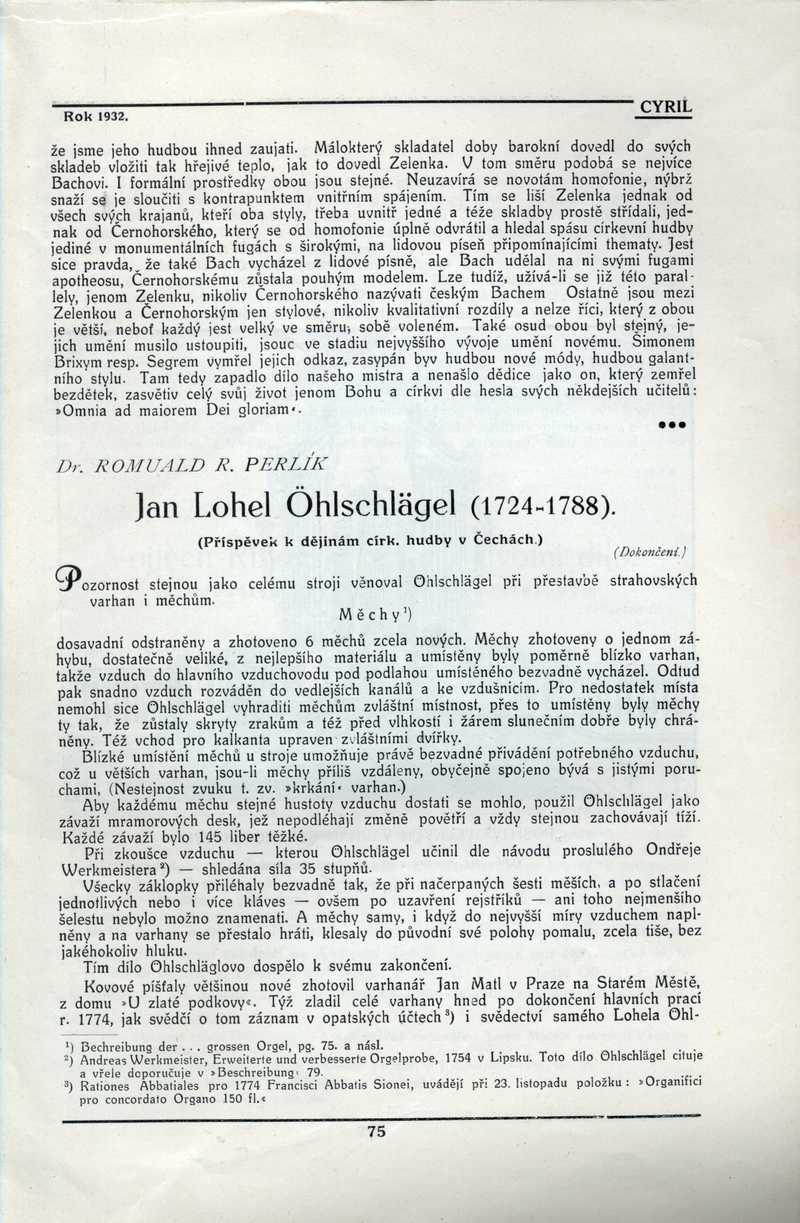 Rok 1932.
CYRIL
že jsme jeho hudbou ihned zaujati. Málokterý skladatel doby barokní dovedl do svých
skladeb vložiti tak hřejivé teplo, jak to dovedl Zelenka. V tom směru podobá se nejvíce
Bachovi. I formální prostředky obou jsou stejné. Neuzavírá se novotám homofonie, nýbrž
snaží se je sloučiti s kontrapunktem vnitřním spájením. Tím se liší Zelenka jednak od
všech svých krajanů, kteří oba styly, třeba uvnitř jedné a téže skladby prostě střídali, jed-
nak od Černohorského, který se od homofonie úplně odvrátil a hledal spásu církevní hudby
jediné v monumentálních fugách s širokými, na lidovou píseň připomínajícími thematy. Jest
sice pravda, že také Bach vycházel z lidové písně, ale Bach udělal na ni svými fugami
apotheosu, Černohorskému zůstala pouhým modelem. Lze tudíž, užívá-li se již této paral-
lely, jenom Zelenku, nikoliv Černohorského nazývati českým Bachem Ostatně jsou mezi
Zelenkou a Černohorským jen stylové, nikoliv kvalitativní rozdíly a nelze říci, který z obou
je větší, neboť každý jest velký ve směru, sobě voleném. Také osud obou byl stejný, je-
jich umění musilo ustoupiti, jsouc ve stadiu nejvyššího vývoje umění novému. Šimonem
Brixym resp. Segrem vymřel jejich odkaz, zasypán byv hudbou nové módy, hudbou galant-
ního stylu. Tam tedy zapadlo dílo našeho mistra a nenašlo dědice jako on, který zemřel
bezdětek, zasvětiv celý svůj život jenom Bohu a církvi dle hesla svých někdejších učitelů:
»Omnia ad maiorem Dei gloriam«.
●●●
Dr. ROMUALD R. PERLÍK
Jan Lohel Öhlschlägel (1724-1788).
(Příspěvek k dějinám círk. hudby v Čechách.)
(Dokončení.)
Pozornost stejnou jako celému stroji věnoval Öhlschlägel při přestavbě strahovských
varhan i měchům.
Měchy¹)
dosavadní odstraněny a zhotoveno 6 měchů zcela nových. Měchy zhotoveny o jednom zá-
hybu, dostatečně veliké, z nejlepšího materiálu a umístěny byly poměrně blízko varhan,
takže vzduch do hlavního vzduchovodu pod podlahou umístěného bezvadně vycházel. Odtud
pak snadno vzduch rozváděn do vedlejších kanálů a ke vzdušnicím. Pro nedostatek místa
nemohl sice Öhlschlägel vyhraditi měchům zvláštní místnost, přes to umístěny byly měchy
ty tak, že zůstaly skryty zrakům a též před vlhkostí i žárem slunečním dobře byly chrá-
něny. Též vchod pro kalkanta upraven zvláštními dvířky.
Blízké umístění měchů u stroje umožňuje právě bezvadné přivádění potřebného vzduchu,
což u větších varhan, jsou-li měchy příliš vzdáleny, obyčejně spojeno bývá s jistými poru-
chami, (Nestejnost zvuku t. zv. »krkání« varhan.)
Aby každému měchu stejné hustoty vzduchu dostati se mohlo, použil Öhlschlägel jako
závaží mramorových desk, jež nepodléhají změně povětří a vždy stejnou zachovávají tíží.
Každé závaží bylo 145 liber těžké.
Při zkoušce vzduchu — kterou Öhlschlägel učinil dle návodu proslulého Ondřeje
Werkmeistera²) — shledána síla 35 stupňů.
Všecky záklopky přiléhaly bezvadně tak, že při načerpaných šesti měších, a po stlačení
jednotlivých nebo i více kláves — ovšem po uzavření rejstříků — ani toho nejmenšího
šelestu nebylo možno znamenati. A měchy samy, i když do nejvyšší míry vzduchem napl-
něny a na varhany se přestalo hráti, klesaly do původní své polohy pomalu, zcela tiše, bez
jakéhokoliv hluku.
Tím dílo Öhlschläglovo dospělo k svému zakončení.
Kovové píšťaly většinou nové zhotovil varhanář Jan Matl v Praze na Starém Městě,
z domu »U zlaté podkovy«. Týž zladil celé varhany hned po dokončení hlavních prací
r. 1774, jak svědčí o tom záznam v opatských účtech³) i svědectví samého Lohela Öhl-
¹) Bechreibung der . . . grossen Orgel, pg. 75. a násl.
²) Andreas Werkmeister, Erweiterte und verbesserte Orgelprobe, 1754 v Lipsku. Toto dílo Öhlschlägel cituje
a vřele doporučuje v »Beschreibung« 79.
³) Rationes Abbatiales pro 1774 Francisci Abbatis Sionei, uvádějí při 23. listopadu položku : »Organifici
pro concordato Organo 150 fl.«
75